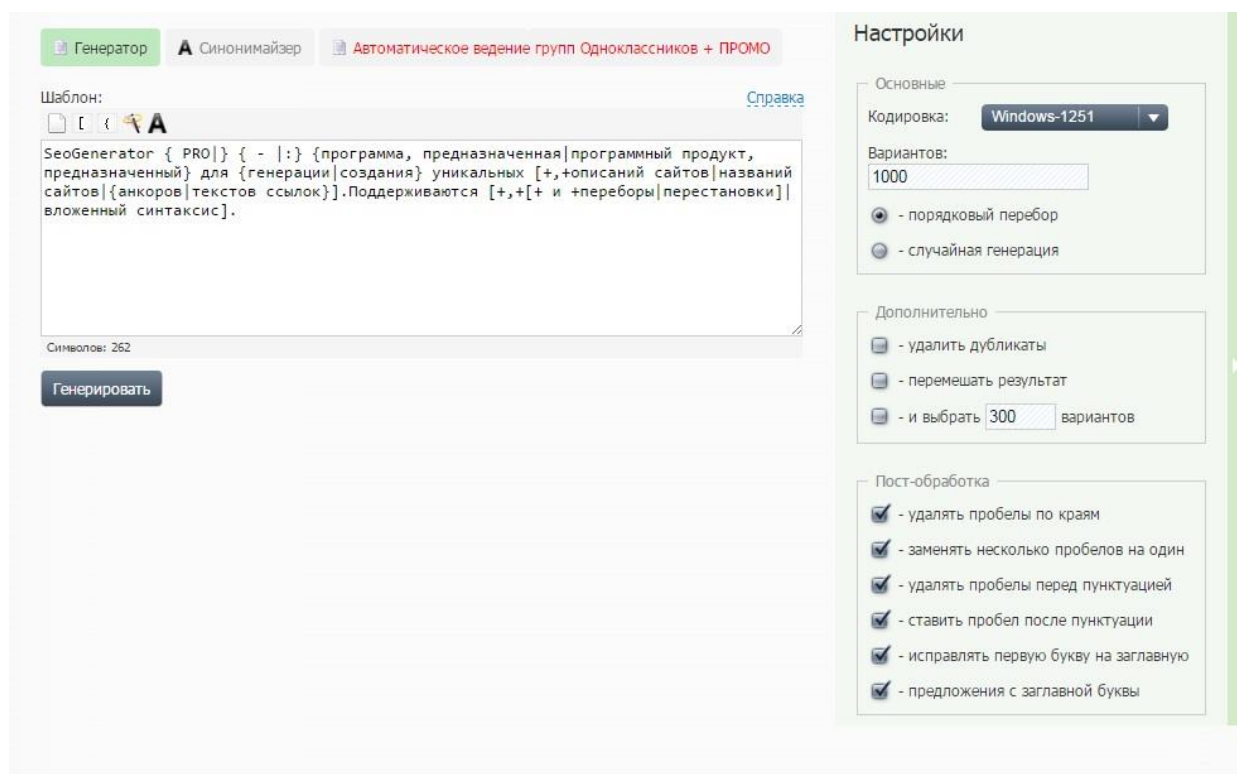 Генератор
A Синонимайзер
Автоматическое ведение групп Одноклассников + ПРОМО
Шаблон:
Справка
[ { A
SeoGenerator { PRO|} { - |:} {программа, предназначенная|программный продукт,
предназначенный} для {генерации|создания} уникальных [+,+описаний сайтов|названий
сайтов|{анкоров|текстов ссылок}].Поддерживаются [+,+[+ и +переборы|перестановки]|
вложенный синтаксис].
Символов: 262
Генерировать
Настройки
Основные
Кодировка: Windows-1251
Вариантов:
1000
- порядковый перебор
- случайная генерация
Дополнительно
- удалить дубликаты
- перемешать результат
- и выбрать 300 вариантов
Пост-обработка
- удалять пробелы по краям
- заменять несколько пробелов на один
- удалять пробелы перед пунктуацией
- ставить пробел после пунктуации
- исправлять первую букву на заглавную
- предложения с заглавной буквы